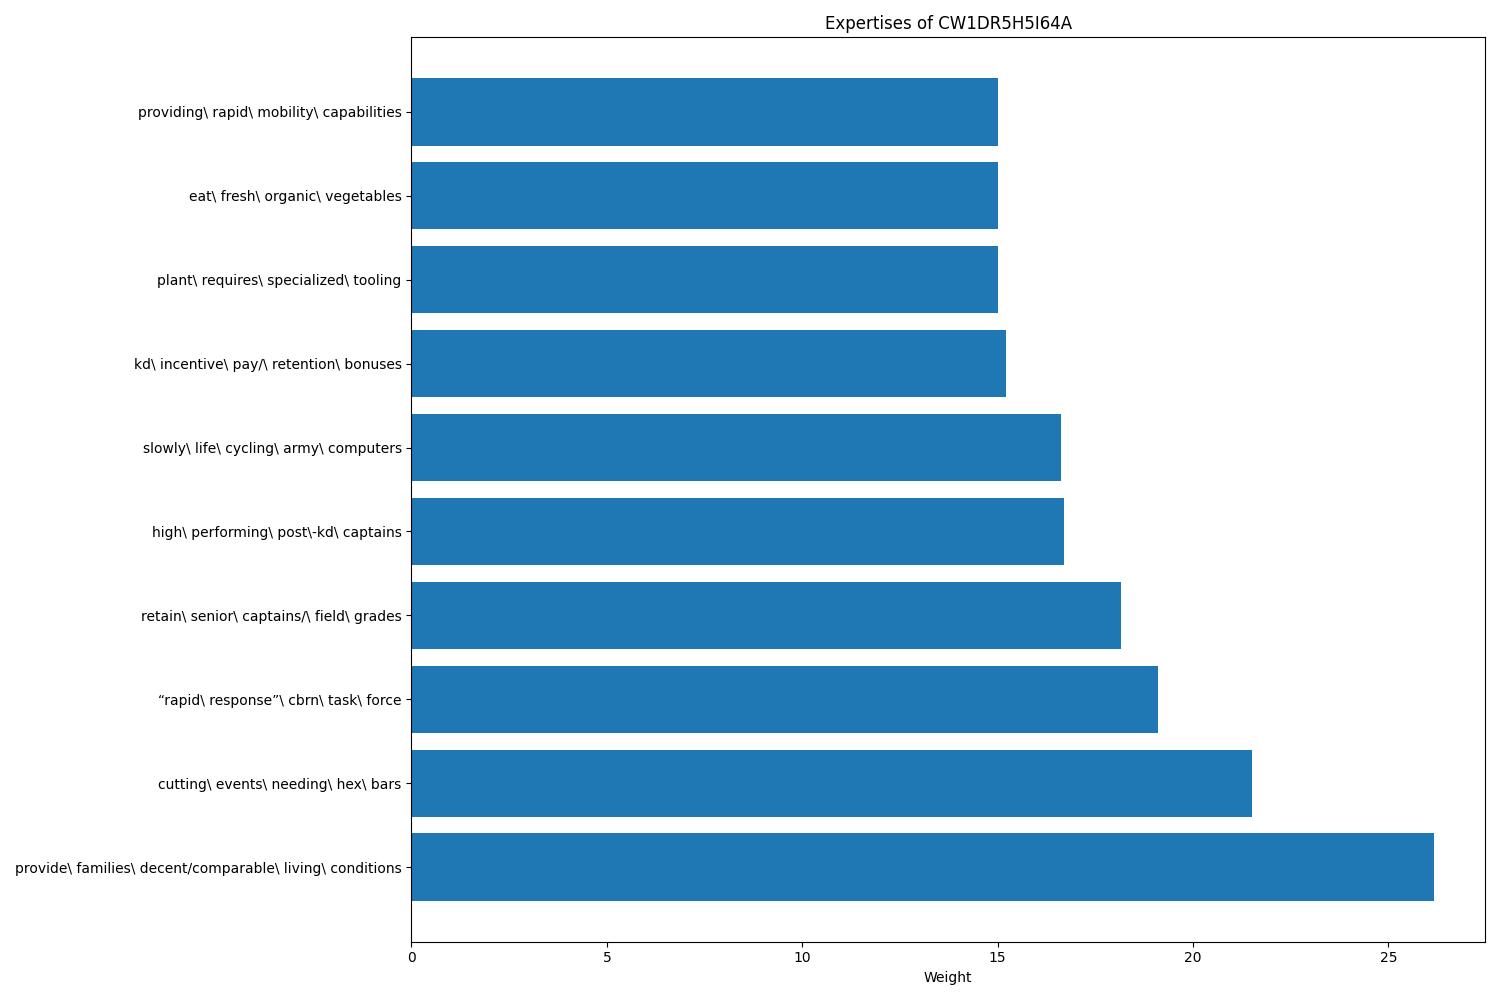 Expertises of CW1DR5H5I64A
providing\ rapid\ mobility\ capabilities
eat\ fresh\ organic\ vegetables
plant\ requires\ specialized\ tooling
kd\ incentive\ pay/\ retention\ bonuses
slowly\ life\ cycling\ army\ computers
high\ performing\ post\-kd\ captains
retain\ senior\ captains/\ field\ grades
“rapid\ response”\ cbrn\ task\ force
cutting\ events\ needing\ hex\ bars
provide\ families\ decent/comparable\ living\ conditions
0 5 10 15 20 25
Weight